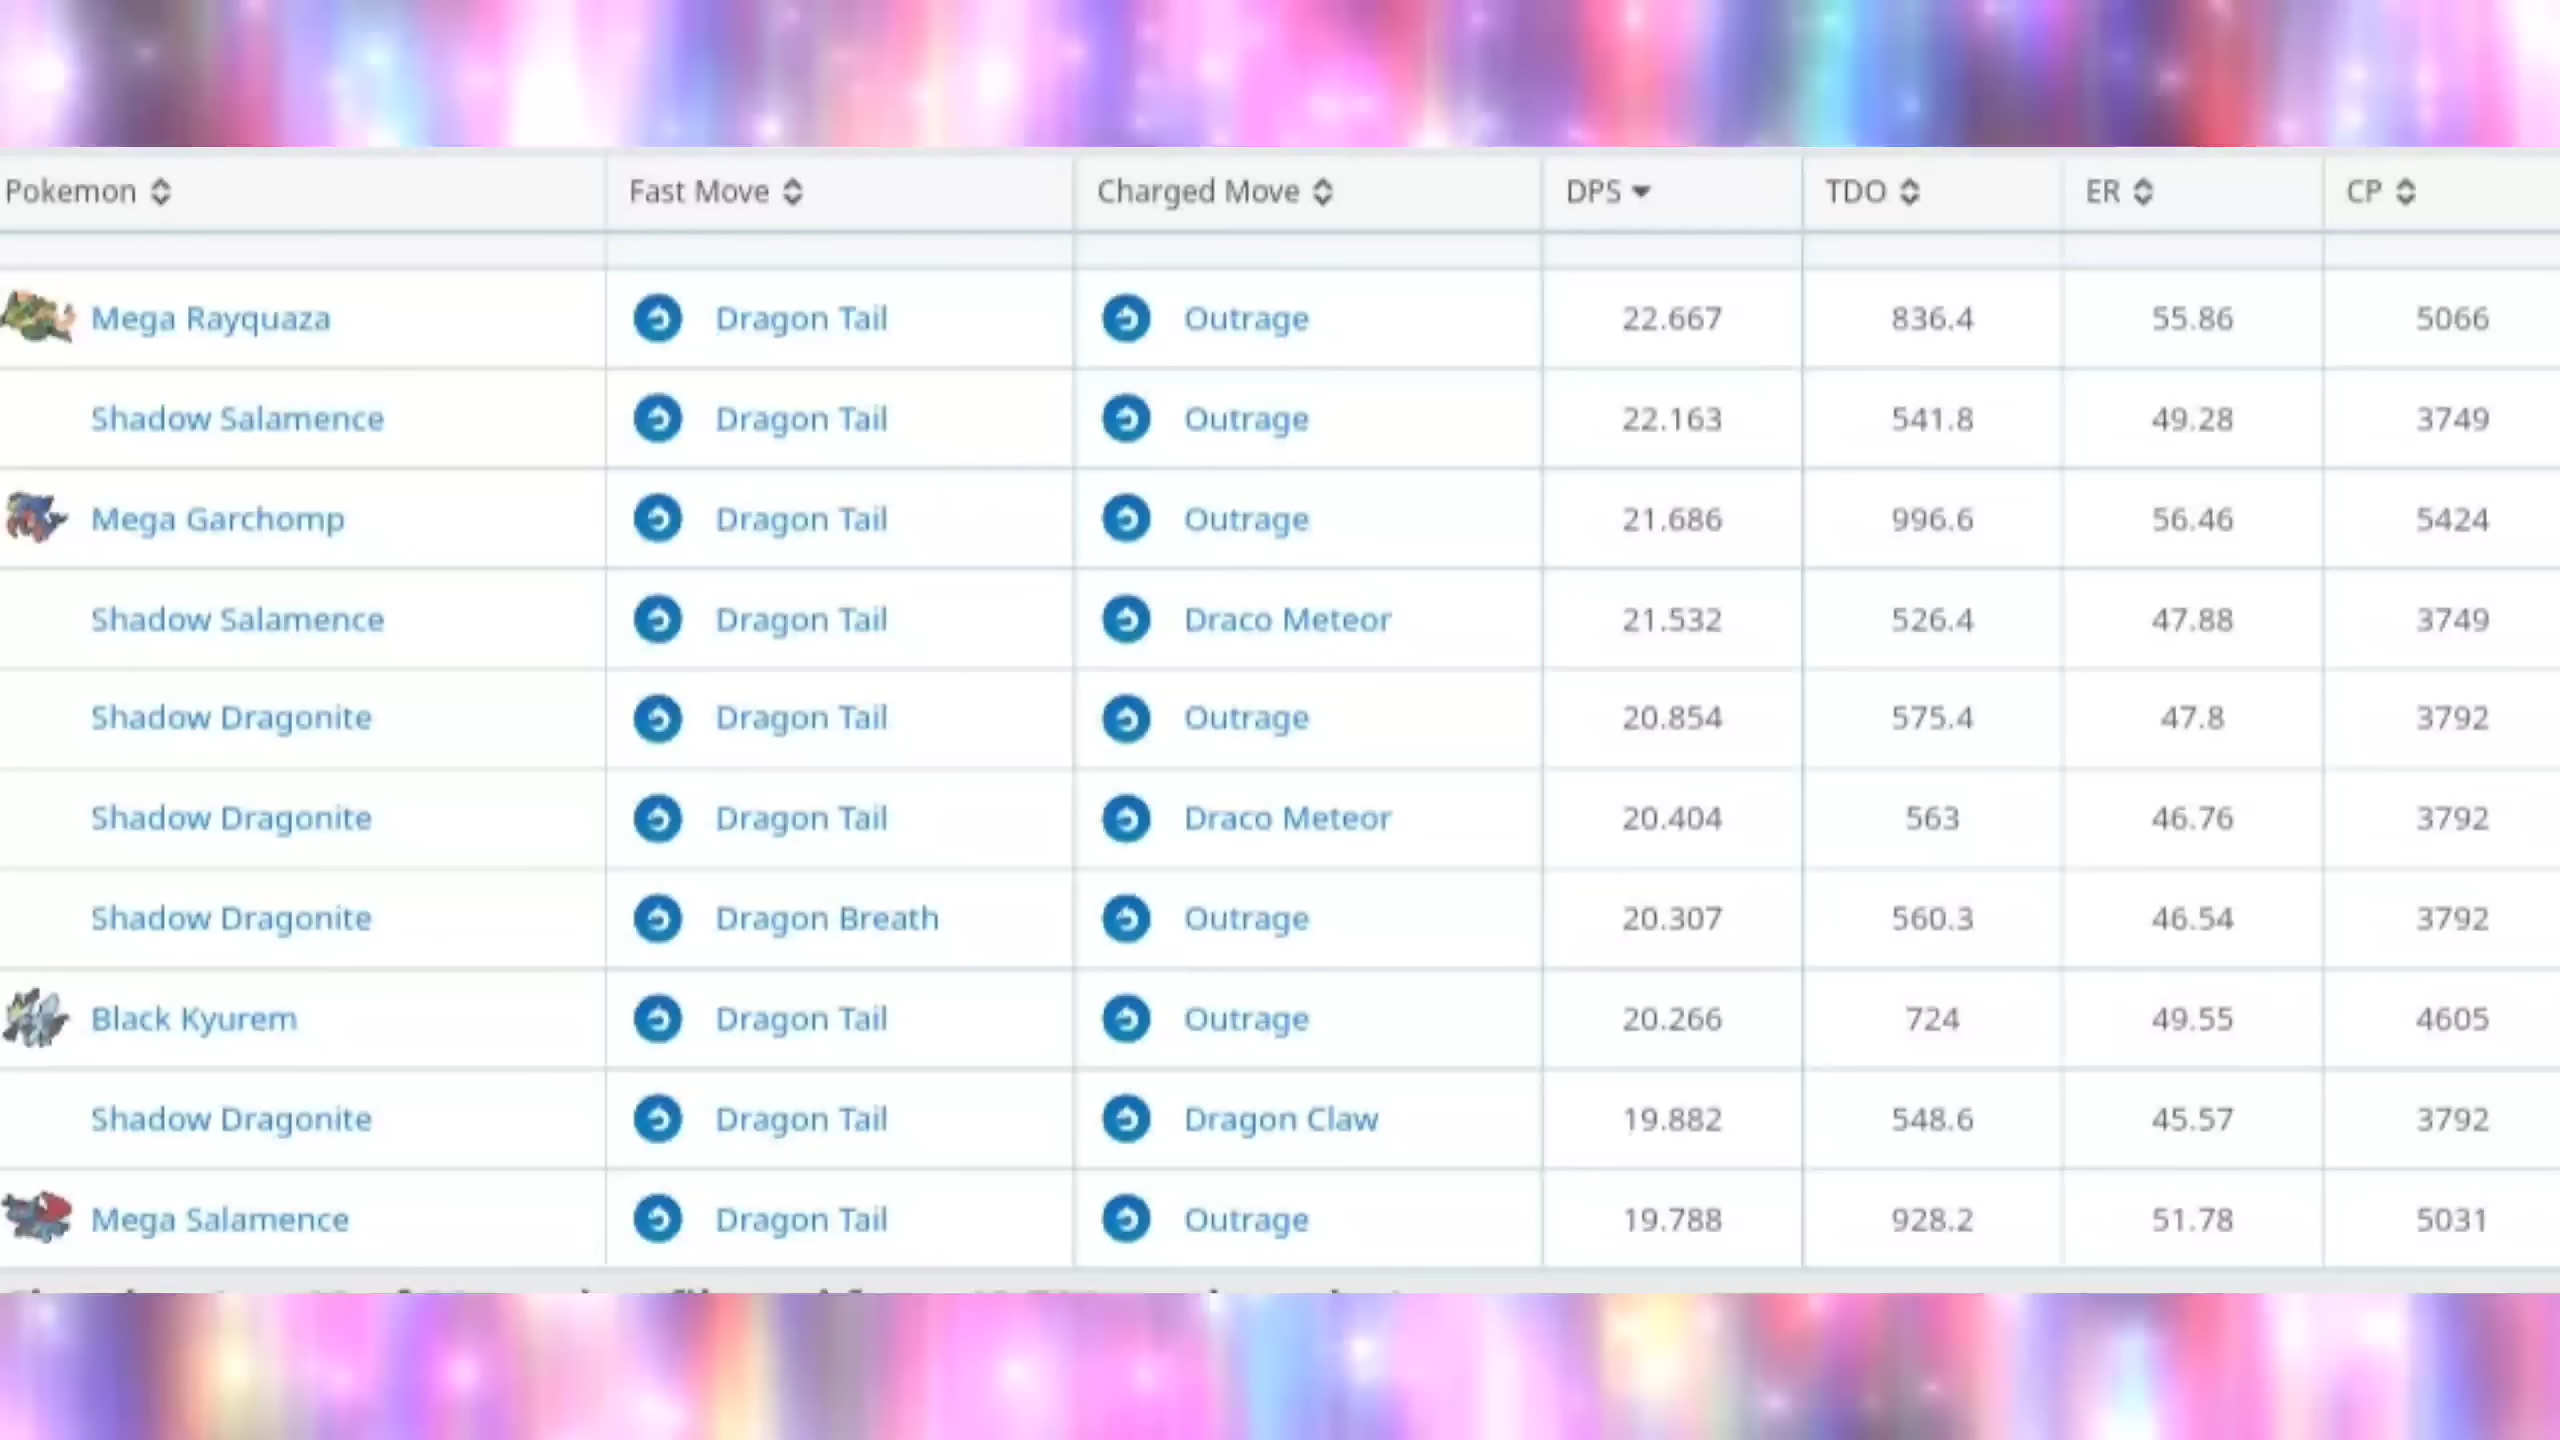 Pokemon Fast Move Charged Move DPS TDO ER CP
Mega Rayquaza Dragon Tail Outrage 22.667 836.4 55.86 5066
Shadow Salamence Dragon Tail Outrage 22.163 541.8 49.28 3749
Mega Garchomp Dragon Tail Outrage 21.686 996.6 56.46 5424
Shadow Salamence Dragon Tail Draco Meteor 21.532 526.4 47.88 3749
Shadow Dragonite Dragon Tail Outrage 20.854 575.4 47.8 3792
Shadow Dragonite Dragon Tail Draco Meteor 20.404 563 46.76 3792
Shadow Dragonite Dragon Breath Outrage 20.307 560.3 46.54 3792
Black Kyurem Dragon Tail Outrage 20.266 724 49.55 4605
Shadow Dragonite Dragon Tail Dragon Claw 19.882 548.6 45.57 3792
Mega Salamence Dragon Tail Outrage 19.788 928.2 51.78 5031